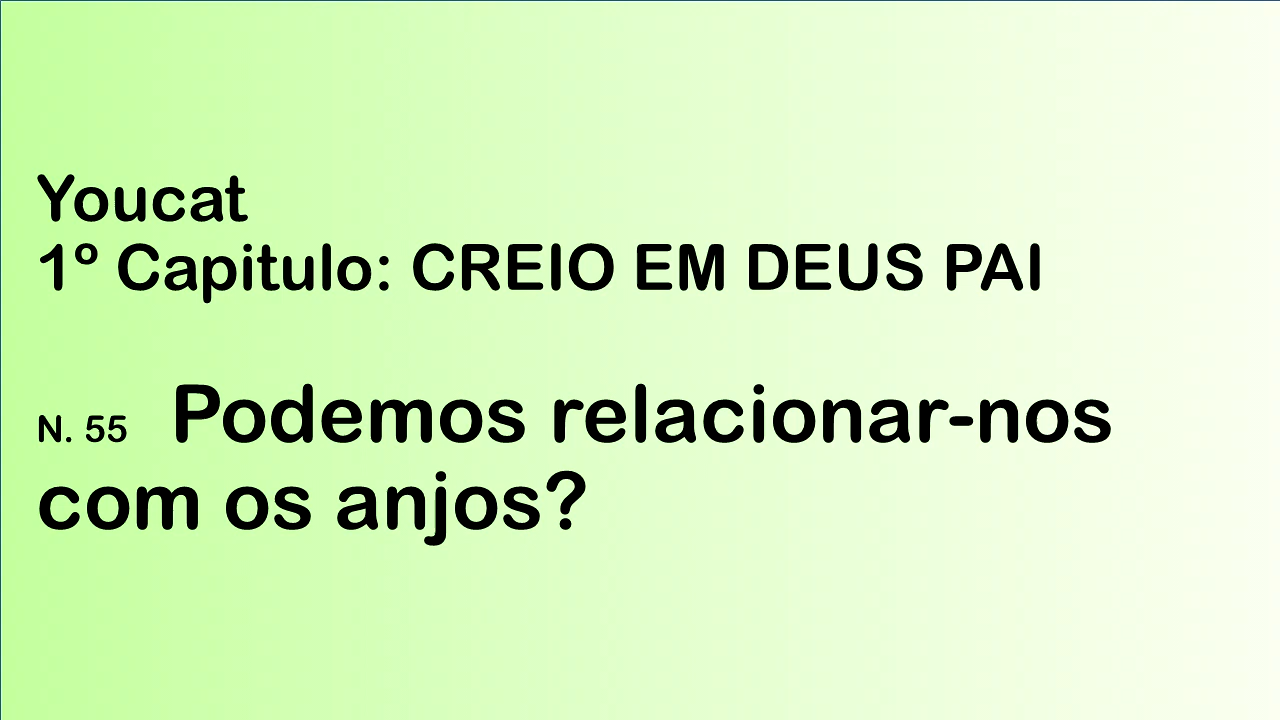 Youcat
1º Capitulo: CREIO EM DEUS PAI
N. 55 Podemos relacionar-nos
com os anjos?